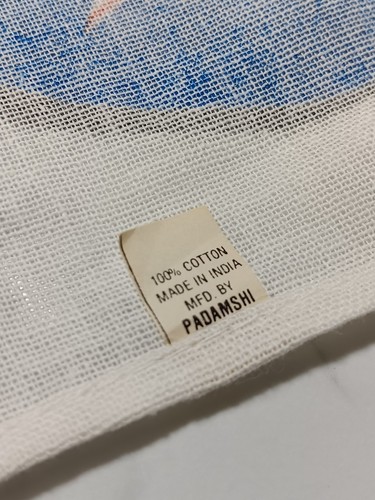 100% COTTON
MADE IN INDIA
MFD. BY
PADAMSHI